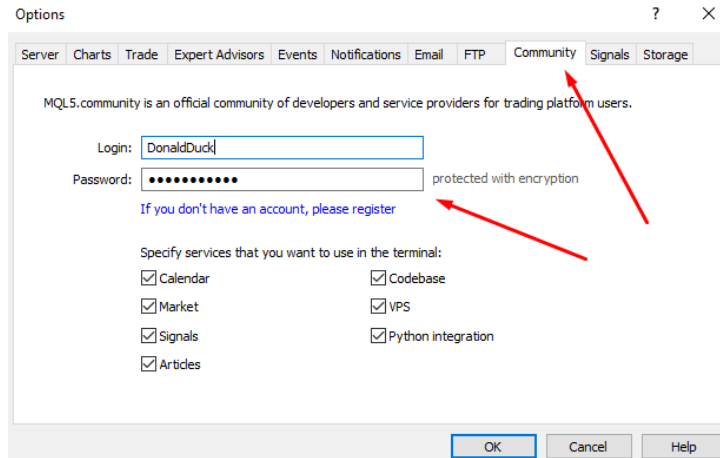 Options ? ×
Server Charts Trade Expert Advisors Events Notifications Email FTP Community Signals Storage
MQL5.community is an official community of developers and service providers for trading platform users.
Login: DonaldDuck
Password: ●●●●●●●●●●● protected with encryption
If you don't have an account, please register
Specify services that you want to use in the terminal:
Calendar Codebase
Market VPS
Signals Python integration
Articles
OK Cancel Help